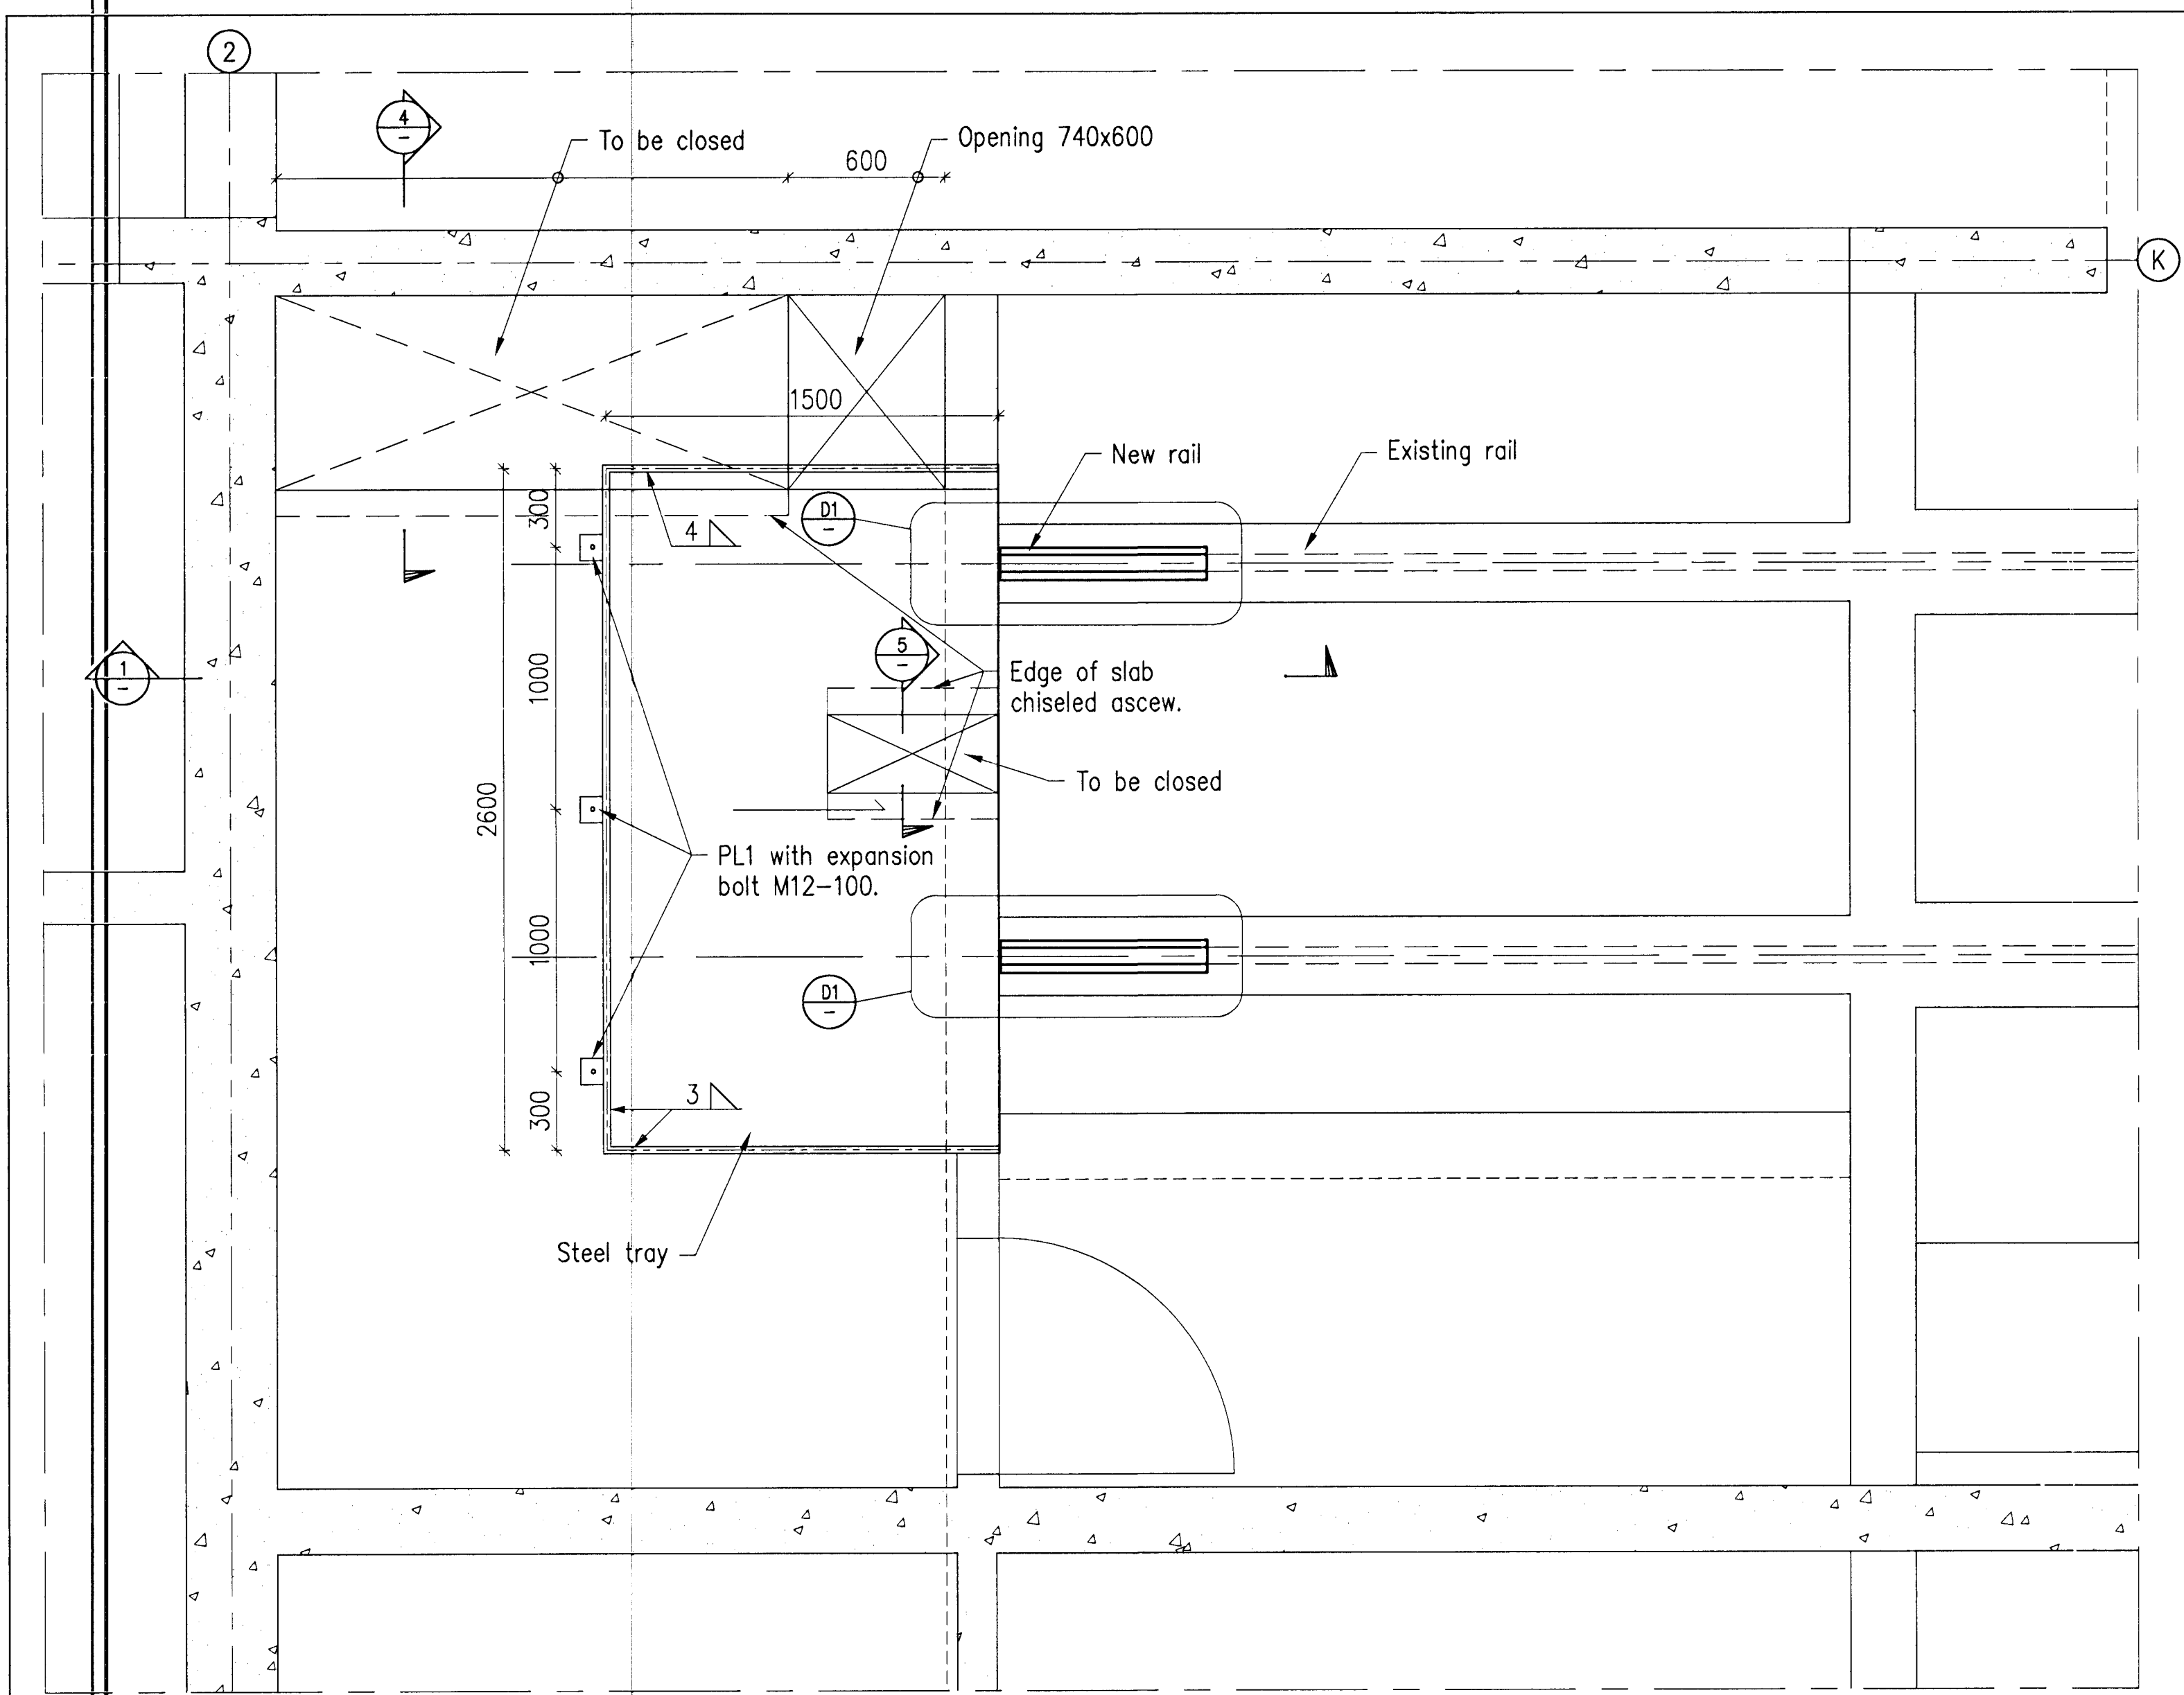 2
4
-
To be closed
600
Opening 740x600
K
1500
New rail
Existing rail
300
4
D1
-
1000
5
-
Edge of slab
chiseled ascew.
1
-
To be closed
2600
PL1 with expansion
bolt M12-100.
1000
D1
-
3
300
Steel tray